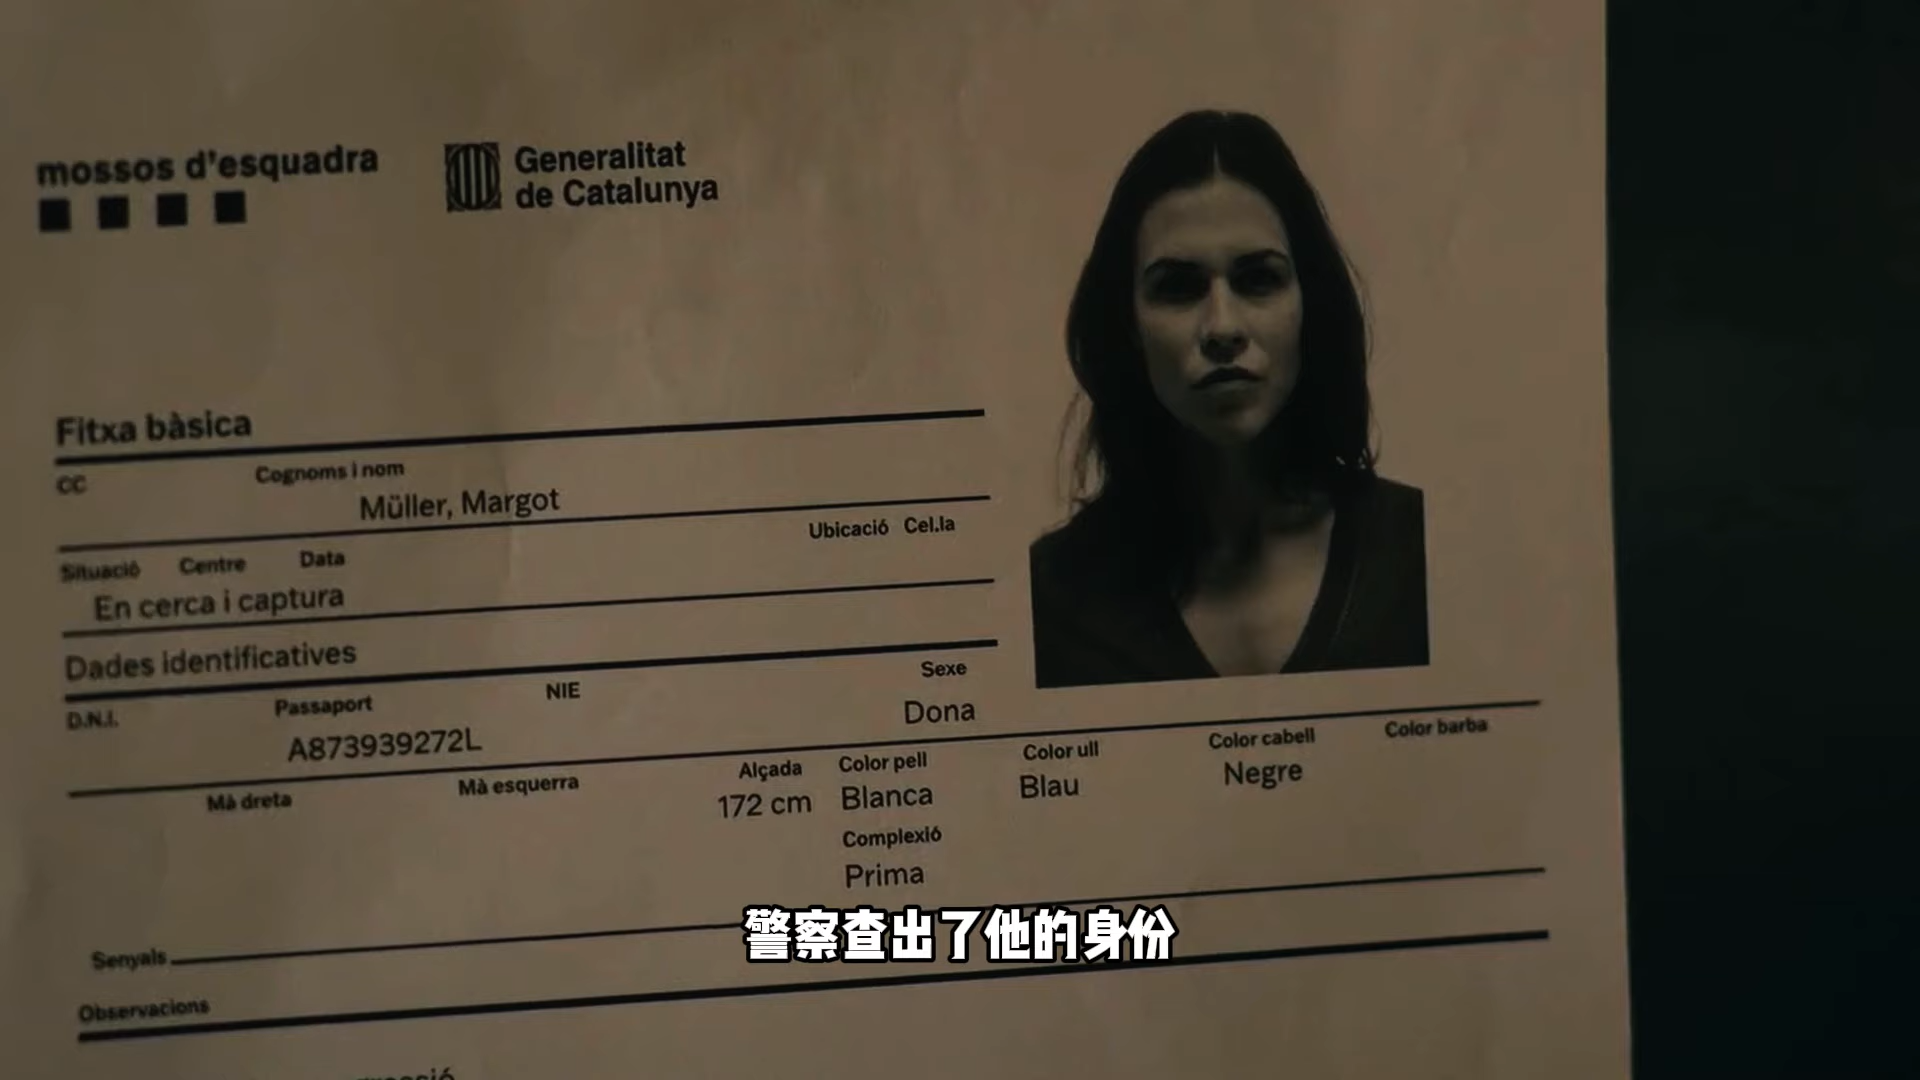 mossos d'esquadra
Generalitat
de Catalunya
Fitxa bàsica
CC Cognoms i nom
Müller, Margot
Situació Centre Data Ubicació Cel.la
En cerca i captura
Dades identificatives
D.N.I. Passaport NIE Sexe
A873939272L Dona
Mà dreta Mà esquerra Alçada Color pell Color ull Color cabell Color barba
172 cm Blanca Blau Negre
Complexió
Prima
警察查出了他的身份
Senyals
Observacions